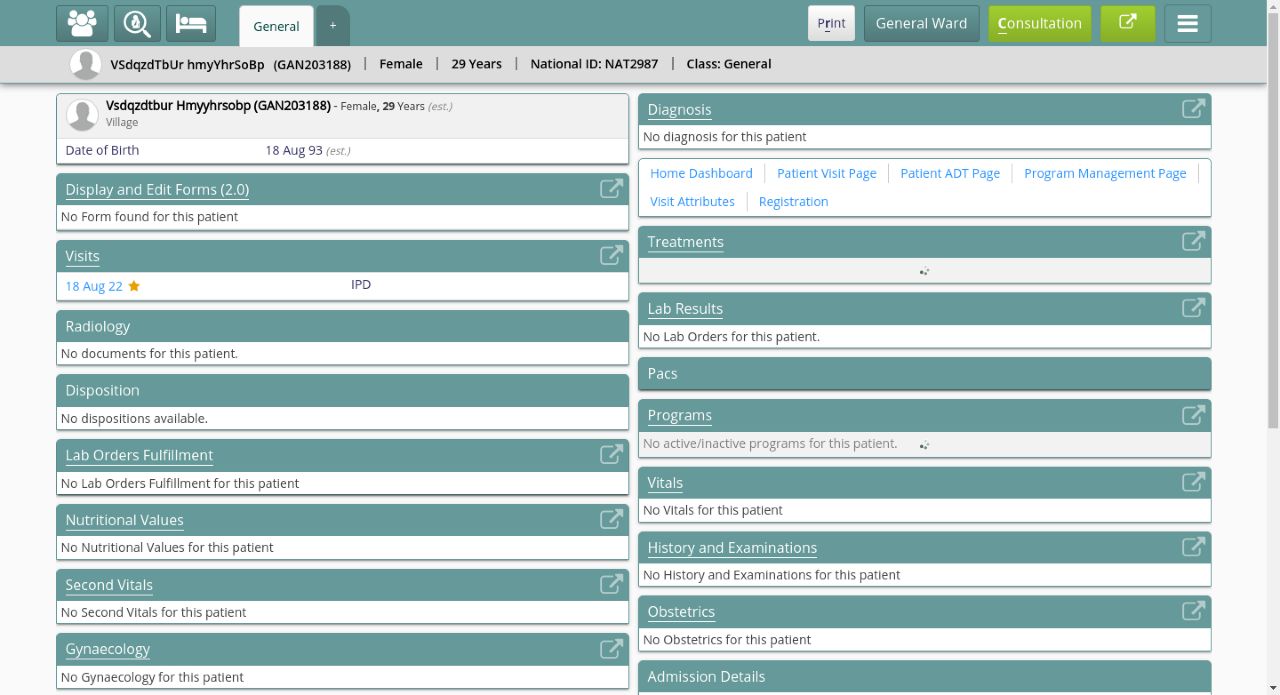 General
+
Print
General Ward
Consultation
VSdqzdTbUr hmyYhrSoBp (GAN203188) | Female | 29 Years | National ID: NAT2987 | Class: General
Vsdqzdtbur Hmyyhrsobp (GAN203188) - Female, 29 Years (est.)
Village
Date of Birth 18 Aug 93 (est.)
Display and Edit Forms (2.0)
No Form found for this patient
Visits
18 Aug 22 IPD
Radiology
No documents for this patient.
Disposition
No dispositions available.
Lab Orders Fulfillment
No Lab Orders Fulfillment for this patient
Nutritional Values
No Nutritional Values for this patient
Second Vitals
No Second Vitals for this patient
Gynaecology
No Gynaecology for this patient
Diagnosis
No diagnosis for this patient
Home Dashboard | Patient Visit Page | Patient ADT Page | Program Management Page |
Visit Attributes | Registration
Treatments
Lab Results
No Lab Orders for this patient.
Pacs
Programs
No active/inactive programs for this patient.
Vitals
No Vitals for this patient
History and Examinations
No History and Examinations for this patient
Obstetrics
No Obstetrics for this patient
Admission Details